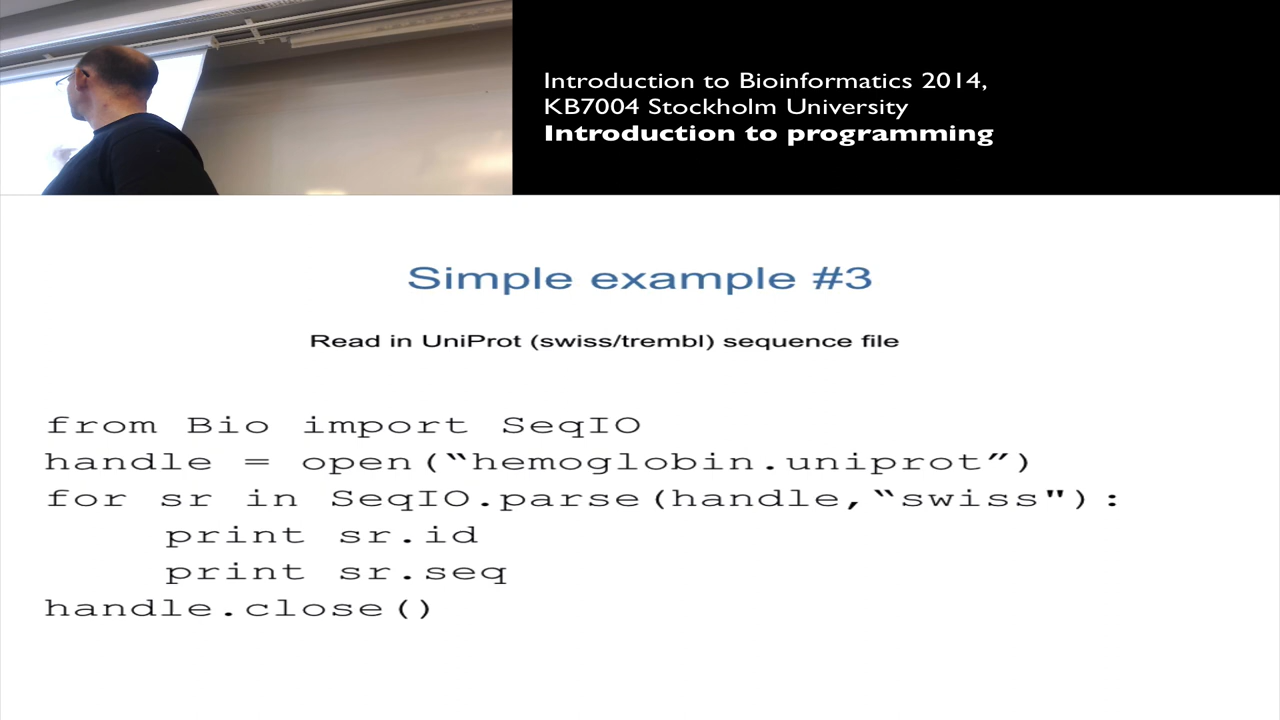 Introduction to Bioinformatics 2014,
KB7004 Stockholm University
Introduction to programming
Simple example #3
Read in UniProt (swiss/trembl) sequence file
from Bio import SeqIO
handle = open(“hemoglobin.uniprot”)
for sr in SeqIO.parse(handle,“swiss"):
print sr.id
print sr.seq
handle.close()